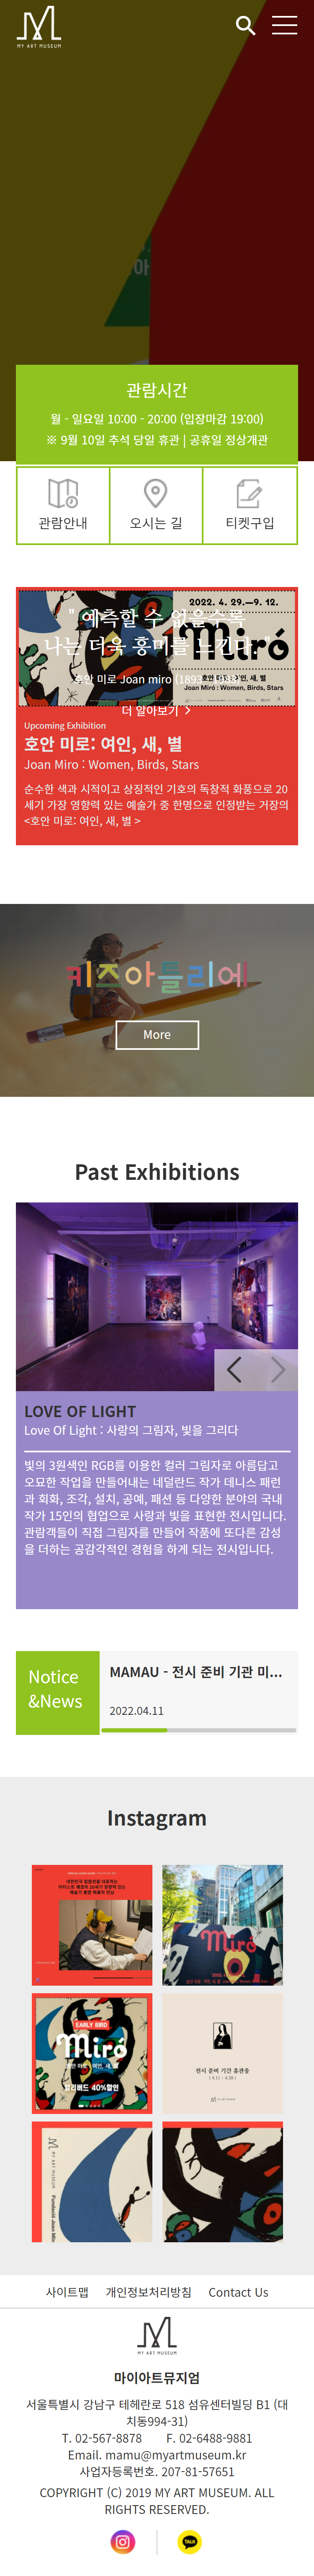 MY ART MUSEUM
관람시간
월 - 일요일 10:00 - 20:00 (입장마감 19:00)
※ 9월 10일 추석 당일 휴관 | 공휴일 정상개관
관람안내
오시는 길
티켓구입
2022. 4. 29.—9. 12.
" 예측할 수 없을수록
나는 더욱 흥미를 느낀다. "
Miró
호안 미로 Joan miro
여인, 새, 별
Joan Miró : Women, Birds, Stars
더 알아보기 >
Upcoming Exhibition
호안 미로: 여인, 새, 별
Joan Miro : Women, Birds, Stars
순수한 색과 시적이고 상징적인 기호의 독창적 화풍으로 20
세기 가장 영향력 있는 예술가 중 한명으로 인정받는 거장의
<호안 미로: 여인, 새, 별 >
키즈아틀리에
More
Past Exhibitions
LOVE OF LIGHT
Love Of Light : 사랑의 그림자, 빛을 그리다
빛의 3원색인 RGB를 이용한 컬러 그림자로 아름답고
오묘한 작업을 만들어내는 네덜란드 작가 데니스 패런
과 회화, 조각, 설치, 공예, 패션 등 다양한 분야의 국내
작가 15인의 협업으로 사랑과 빛을 표현한 전시입니다.
관람객들이 직접 그림자를 만들어 작품에 또다른 감성
을 더하는 공감각적인 경험을 하게 되는 전시입니다.
Notice
&News
MAMAU - 전시 준비 기관 미...
2022.04.11
Instagram
Miró
EARLY BIRD
Miró
얼리버드 40%할인
전시 준비 기간 휴관중
( 4.11 - 4.28 )
MY ART MUSEUM
사이트맵
개인정보처리방침
Contact Us
MY ART MUSEUM
마이아트뮤지엄
서울특별시 강남구 테헤란로 518 섬유센터빌딩 B1 (대
치동994-31)
T. 02-567-8878 F. 02-6488-9881
Email. mamu@myartmuseum.kr
사업자등록번호. 207-81-57651
COPYRIGHT (C) 2019 MY ART MUSEUM. ALL
RIGHTS RESERVED.
TALK